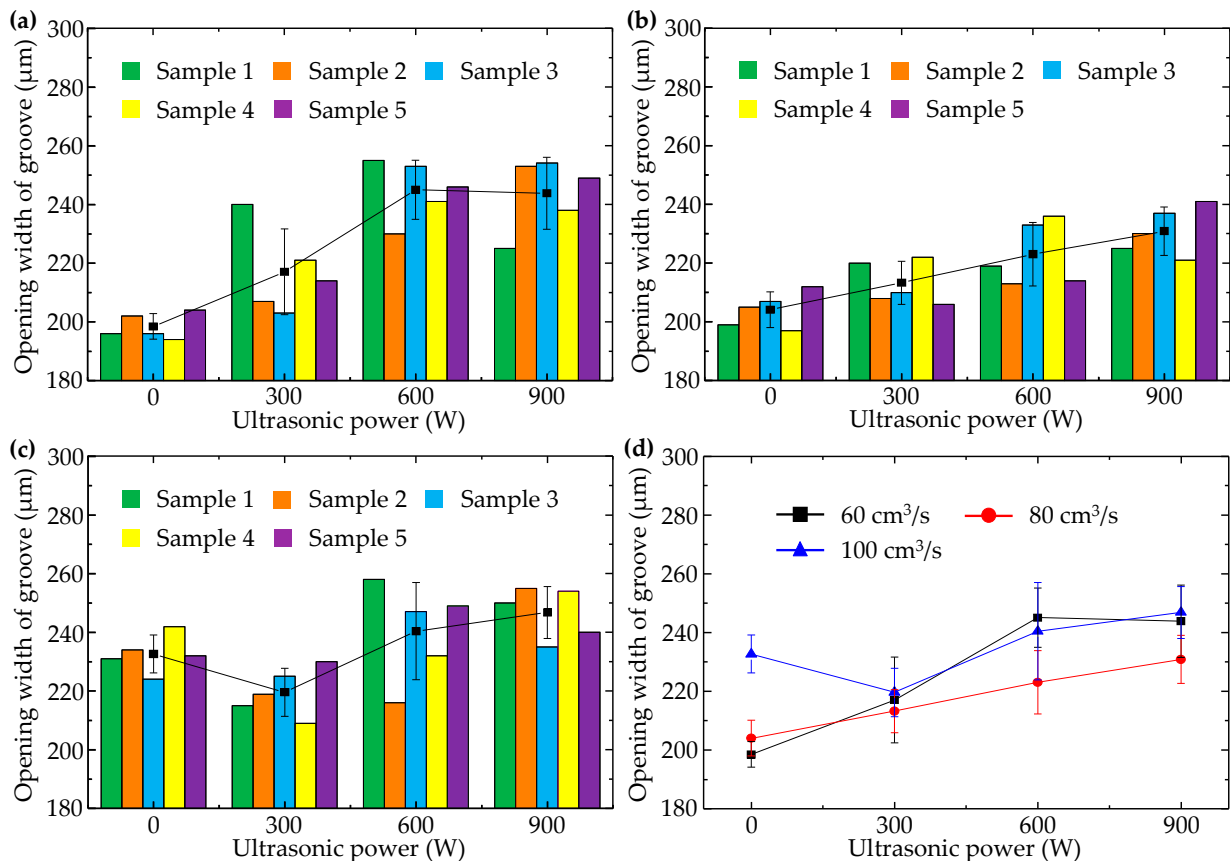 (a)
300
280
260
240
220
200
180
Opening width of groove (μm)
Sample 1 Sample 2 Sample 3
Sample 4 Sample 5
0 300 600 900
Ultrasonic power (W)
(b)
300
280
260
240
220
200
180
Opening width of groove (μm)
Sample 1 Sample 2 Sample 3
Sample 4 Sample 5
0 300 600 900
Ultrasonic power (W)
(c)
300
280
260
240
220
200
180
Opening width of groove (μm)
Sample 1 Sample 2 Sample 3
Sample 4 Sample 5
0 300 600 900
Ultrasonic power (W)
(d)
300
280
260
240
220
200
180
Opening width of groove (μm)
60 cm³/s 80 cm³/s
100 cm³/s
0 300 600 900
Ultrasonic power (W)